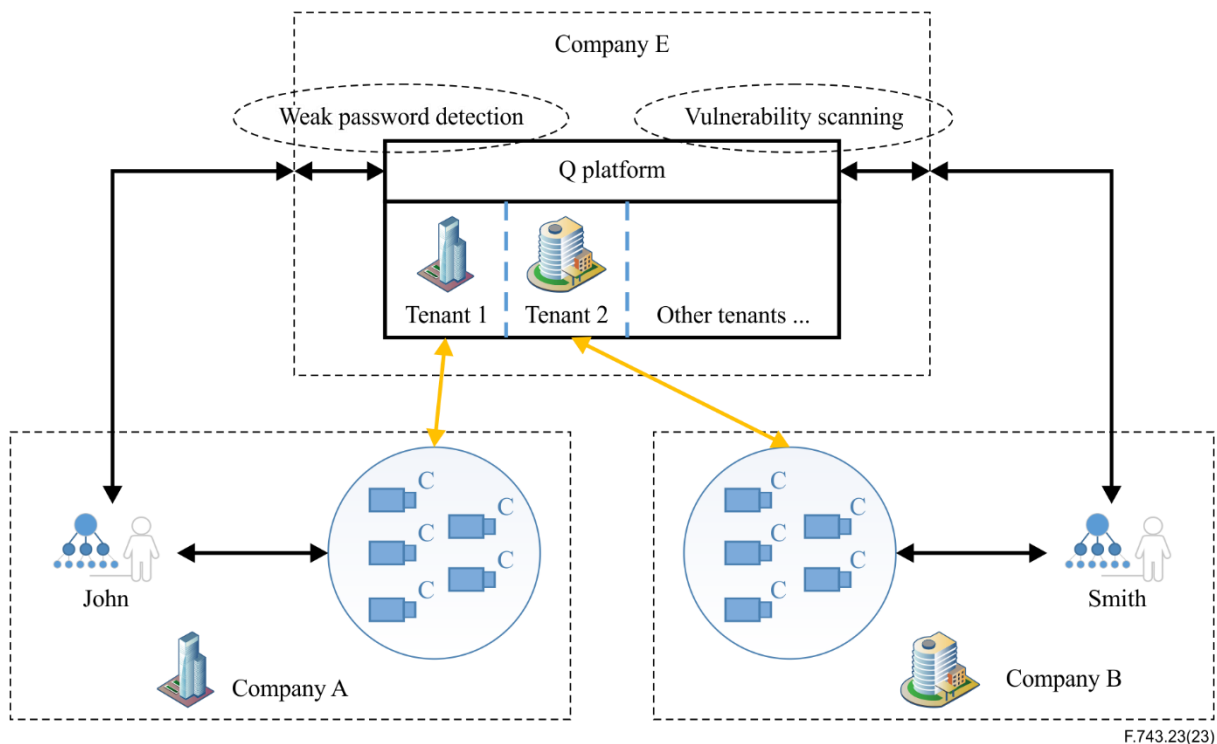 Company E
Weak password detection
Vulnerability scanning
Q platform
Tenant 1
Tenant 2
Other tenants ...
C
C
C
C
C
John
Company A
C
C
C
C
C
Smith
Company B
F.743.23(23)